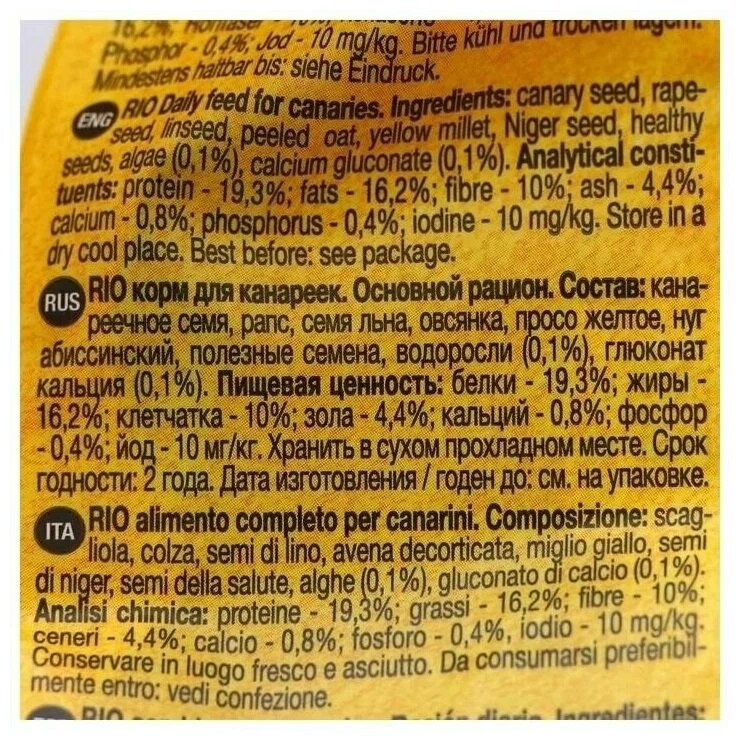 Phosphor - 0,4%; Jod - 10 mg/kg. Bitte kühl und trocken lagern.
Mindestens haltbar bis: siehe Eindruck.
ENG RIO Daily feed for canaries. Ingredients: canary seed, rape-
seed, linseed, peeled oat, yellow millet, Niger seed, healthy
seeds, algae (0,1%), calcium gluconate (0,1%). Analytical consti-
tuents: protein - 19,3%; fats - 16,2%; fibre - 10%; ash - 4,4%;
calcium - 0,8%; phosphorus - 0,4%; iodine - 10 mg/kg. Store in a
dry cool place. Best before: see package.
RUS RIO корм для канареек. Основной рацион. Состав: кана-
реечное семя, рапс, семя льна, овсянка, просо желтое, нуг
абиссинский, полезные семена, водоросли (0,1%), глюконат
кальция (0,1%). Пищевая ценность: белки - 19,3%; жиры -
16,2%; клетчатка - 10%; зола - 4,4%; кальций - 0,8%; фосфор
- 0,4%; йод - 10 мг/кг. Хранить в сухом прохладном месте. Срок
годности: 2 года. Дата изготовления / годен до: см. на упаковке.
ITA RIO alimento completo per canarini. Composizione: scag-
liola, colza, semi di lino, avena decorticata, miglio giallo, semi
di niger, semi della salute, alghe (0,1%), gluconato di calcio (0,1%).
Analisi chimica: proteine - 19,3%; grassi - 16,2%; fibre - 10%;
ceneri - 4,4%; calcio - 0,8%; fosforo - 0,4%, iodio - 10 mg/kg.
Conservare in luogo fresco e asciutto. Da consumarsi preferibil-
mente entro: vedi confezione.